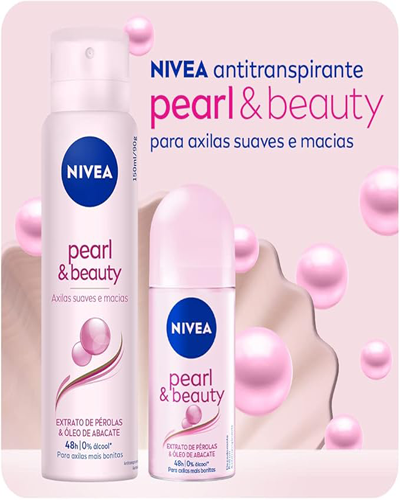 NIVEA antitranspirante
pearl & beauty
para axilas suaves e macias
NIVEA
150ml/90g
pearl
& beauty
Axilas suaves e macias
EXTRATO DE PÉROLAS
& ÓLEO DE ABACATE
48h | 0% álcool*
Para axilas mais bonitas
NIVEA
pearl
& beauty
EXTRATO DE PÉROLAS
& ÓLEO DE ABACATE
48h | 0% álcool*
Para axilas mais bonitas